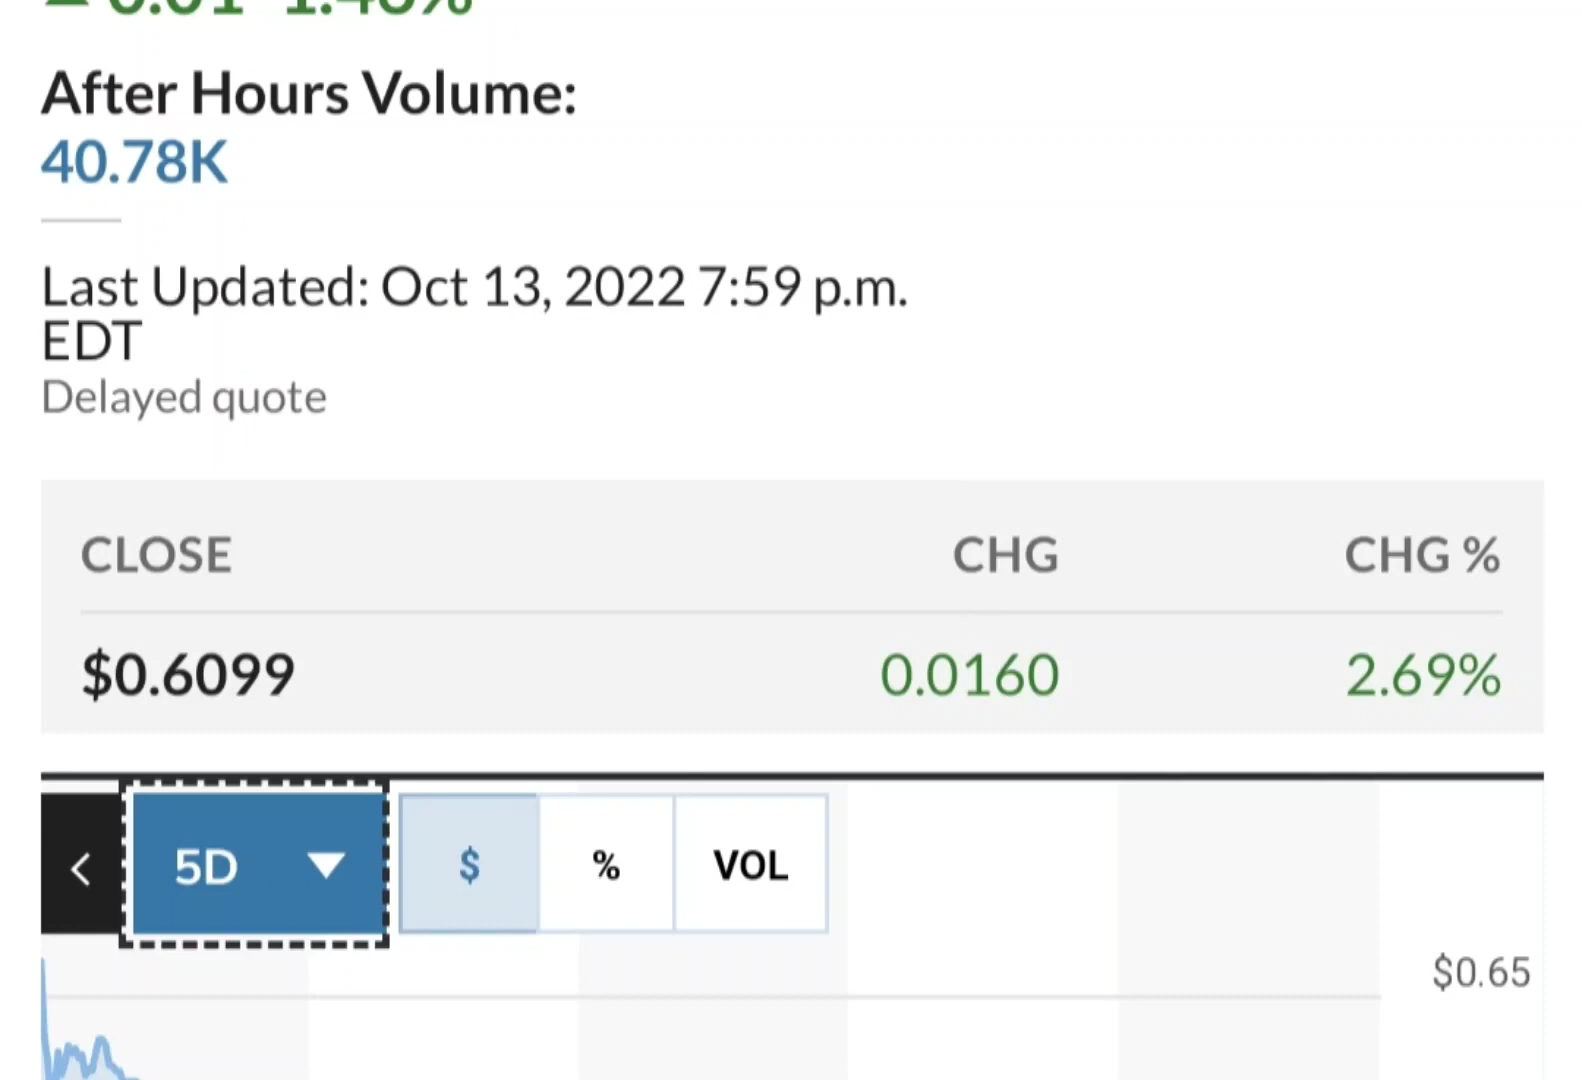 After Hours Volume:
40.78K
Last Updated: Oct 13, 2022 7:59 p.m.
EDT
Delayed quote
CLOSE CHG CHG %
$0.6099 0.0160 2.69%
5D $ % VOL
$0.65